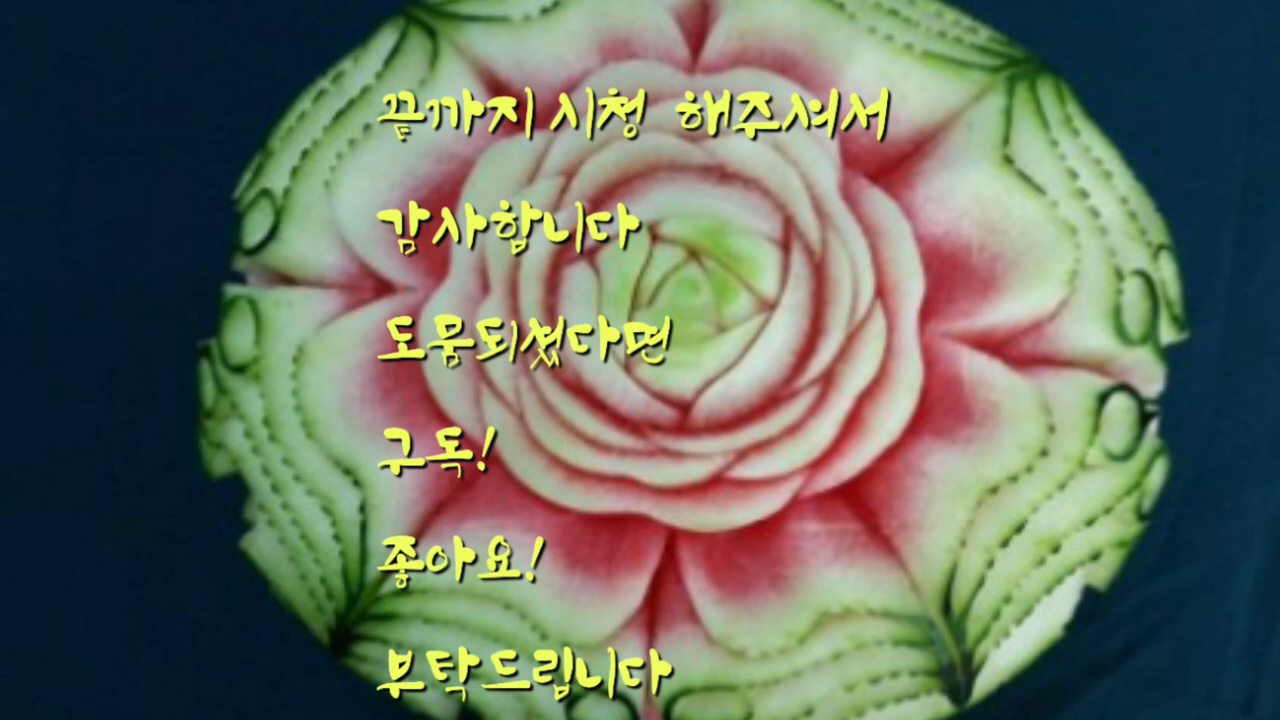 끝까지 시청 해주셔서
감사합니다
도움되셨다면
구독!
좋아요!
부탁드립니다